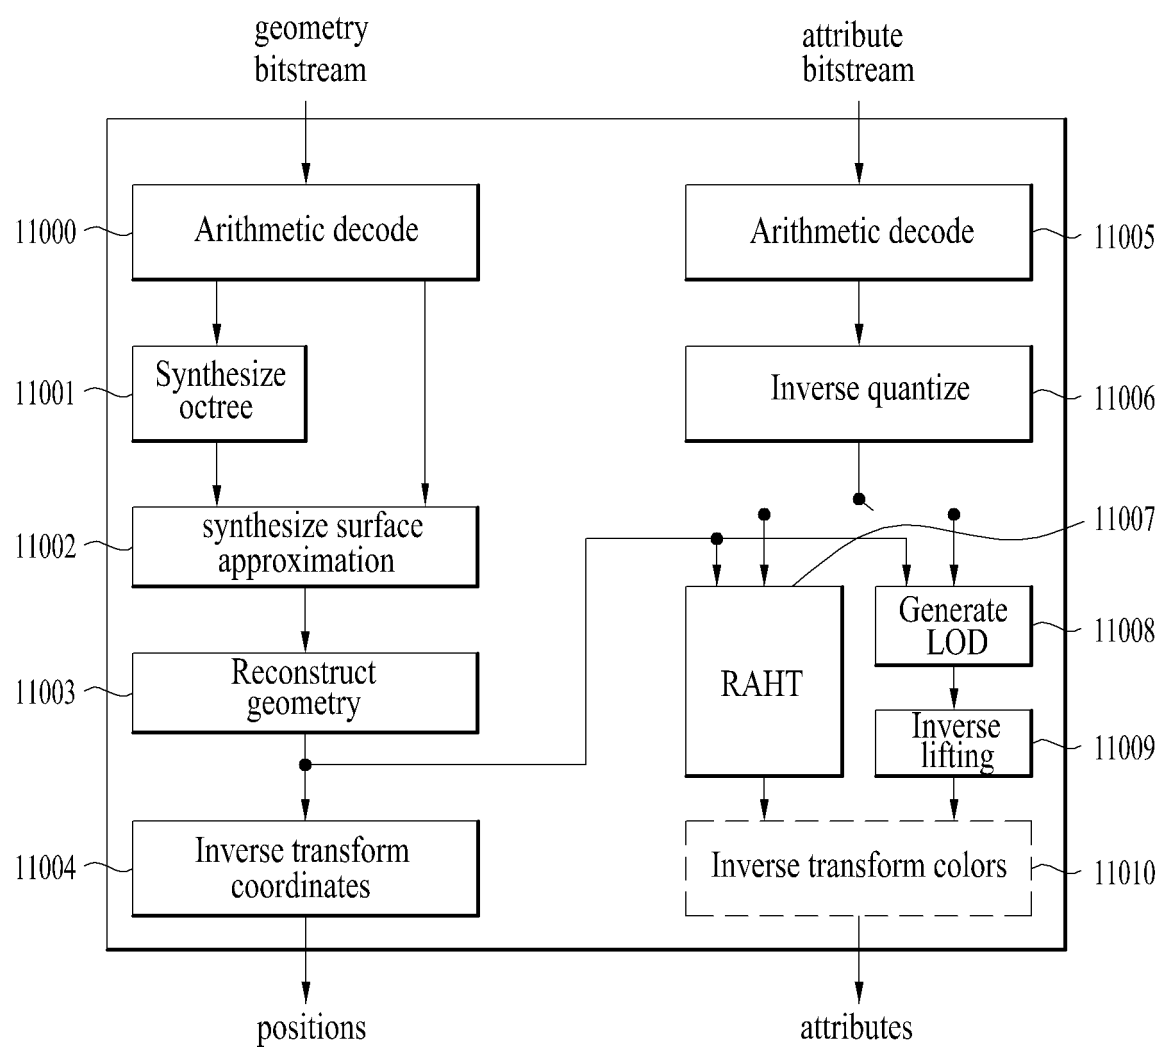 geometry
bitstream
attribute
bitstream
11000
Arithmetic decode
Arithmetic decode
11005
11001
Synthesize
octree
Inverse quantize
11006
11002
synthesize surface
approximation
11007
Generate
LOD
11008
11003
Reconstruct
geometry
RAHT
Inverse
lifting
11009
11004
Inverse transform
coordinates
Inverse transform colors
11010
positions
attributes